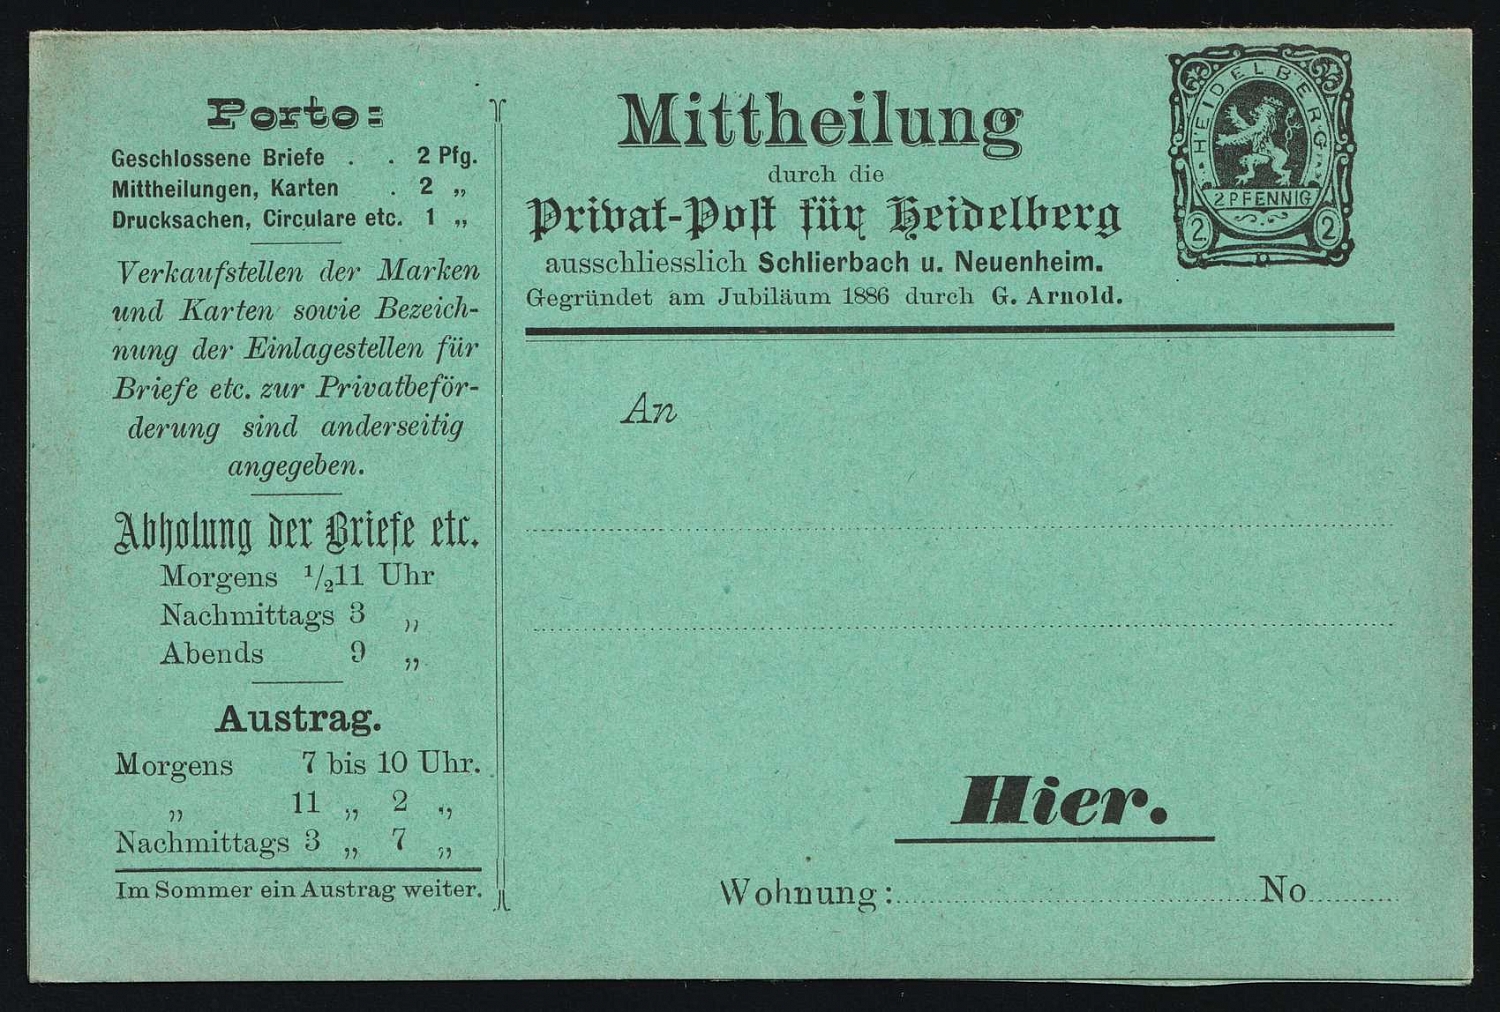 Porto:
Geschlossene Briefe . . 2 Pfg.
Mittheilungen, Karten . 2 „
Drucksachen, Circulare etc. 1 „
Verkaufstellen der Marken
und Karten sowie Bezeich-
nung der Einlagestellen für
Briefe etc. zur Privatbeför-
derung sind anderseitig
angegeben.
Abholung der Briefe etc.
Morgens ½11 Uhr
Nachmittags 3 „
Abends 9 „
Austrag.
Morgens 7 bis 10 Uhr.
„ 11 „ 2 „
Nachmittags 3 „ 7 „
Im Sommer ein Austrag weiter.
Mittheilung
durch die
Privat-Post für Heidelberg
ausschliesslich Schlierbach u. Neuenheim.
Gegründet am Jubiläum 1886 durch G. Arnold.
HEIDELBERG
2 PFENNIG
2 2
An
Hier.
Wohnung: No